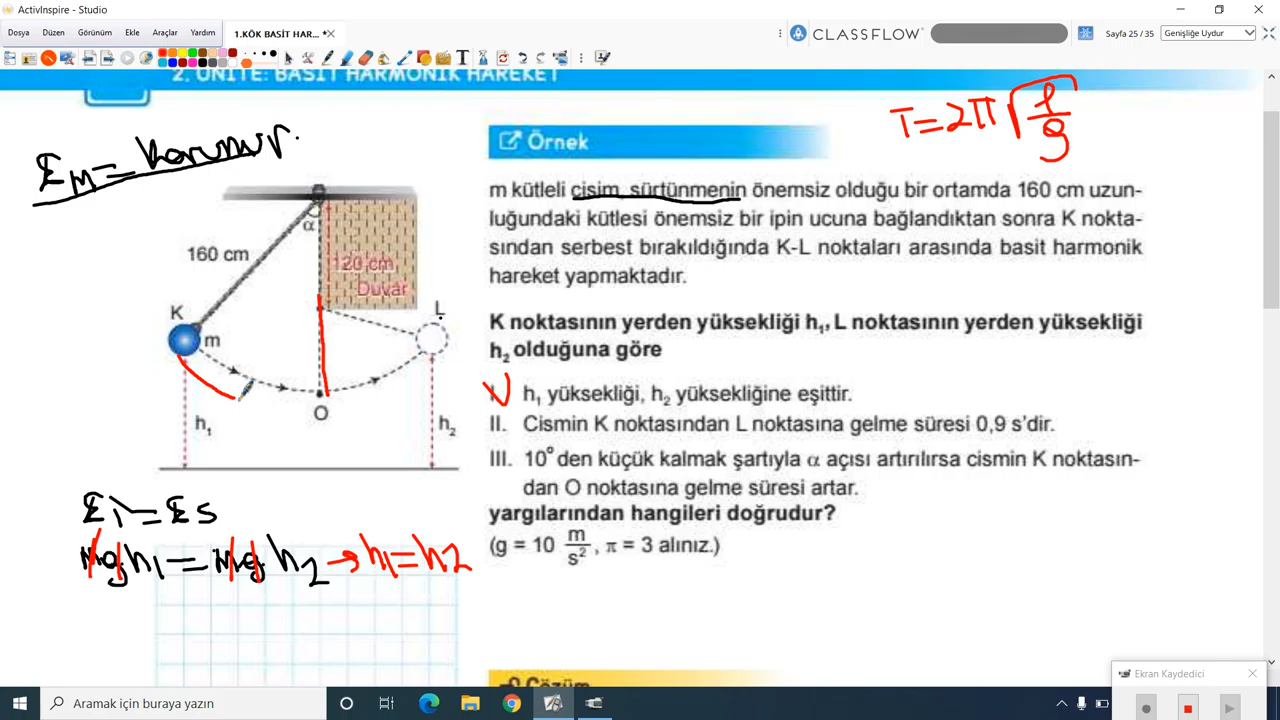 ActivInspire - Studio
Dosya Düzen Görünüm Ekle Araçlar Yardım
1.KÖK BASİT HAR...
CLASSFLOW
Sayfa 25 / 35
Genişliğine Uydur
2. ÜNİTE: BASİT HARMONİK HAREKET
T=2π√l/g
EM = korunur.
Örnek
m kütleli cisim, sürtünmenin önemsiz olduğu bir ortamda 160 cm uzun-
luğundaki kütlesi önemsiz bir ipin ucuna bağlandıktan sonra K nokta-
sından serbest bırakıldığında K-L noktaları arasında basit harmonik
hareket yapmaktadır.
K noktasının yerden yüksekliği h1, L noktasının yerden yüksekliği
h2 olduğuna göre
I. h1 yüksekliği, h2 yüksekliğine eşittir.
II. Cismin K noktasından L noktasına gelme süresi 0,9 s'dir.
III. 10° den küçük kalmak şartıyla α açısı artırılırsa cismin K noktasın-
dan O noktasına gelme süresi artar.
yargılarından hangileri doğrudur?
(g = 10 m/s², π = 3 alınız.)
α
160 cm
120 cm
Duvar
K
L
m
O
h1
h2
Ei = Es
mgh1 = mgh2 → h1 = h2
Çözüm
Ekran Kaydedici
Aramak için buraya yazın